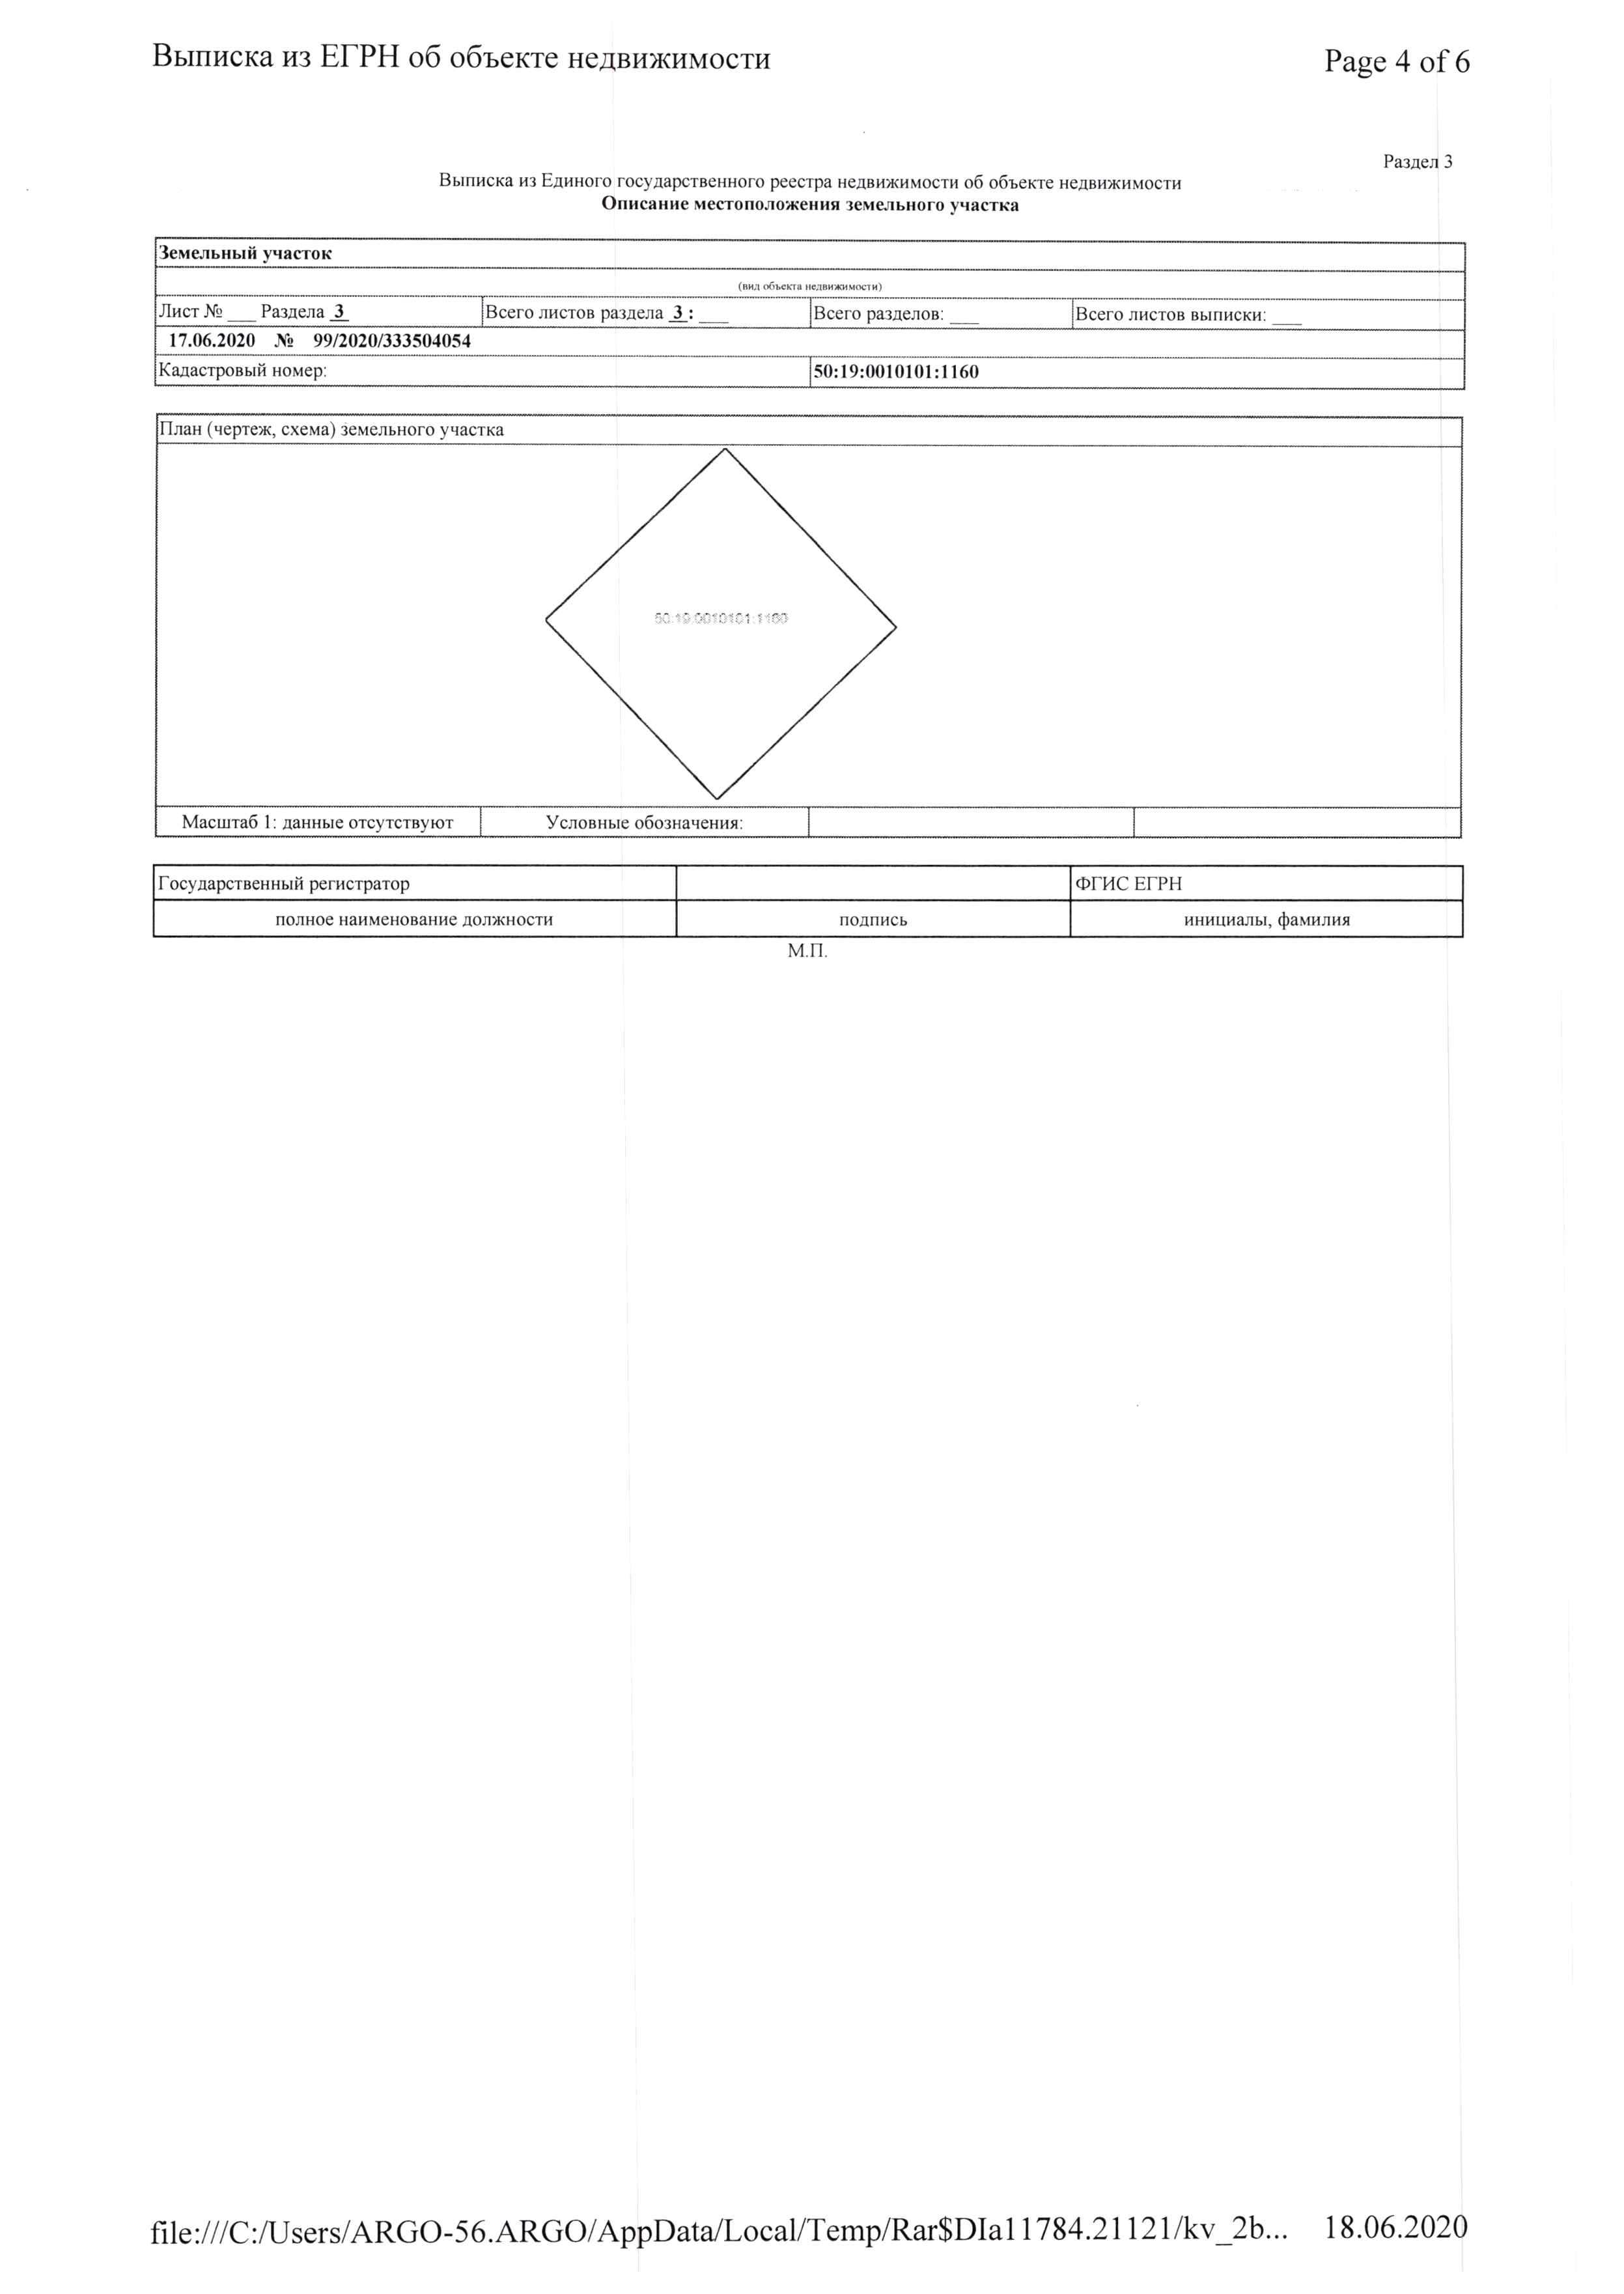 Выписка из ЕГРН об объекте недвижимости Page 4 of 6
Раздел 3
Выписка из Единого государственного реестра недвижимости об объекте недвижимости
Описание местоположения земельного участка
Земельный участок
(вид объекта недвижимости)
Лист № ___ Раздела 3 Всего листов раздела 3 : ___ Всего разделов: ___ Всего листов выписки: ___
17.06.2020 № 99/2020/333504054
Кадастровый номер: 50:19:0010101:1160
План (чертеж, схема) земельного участка
50:19:0010101:1160
Масштаб 1: данные отсутствуют Условные обозначения:
Государственный регистратор ФГИС ЕГРН
полное наименование должности подпись инициалы, фамилия
М.П.
file:///C:/Users/ARGO-56.ARGO/AppData/Local/Temp/Rar$DIa11784.21121/kv_2b... 18.06.2020